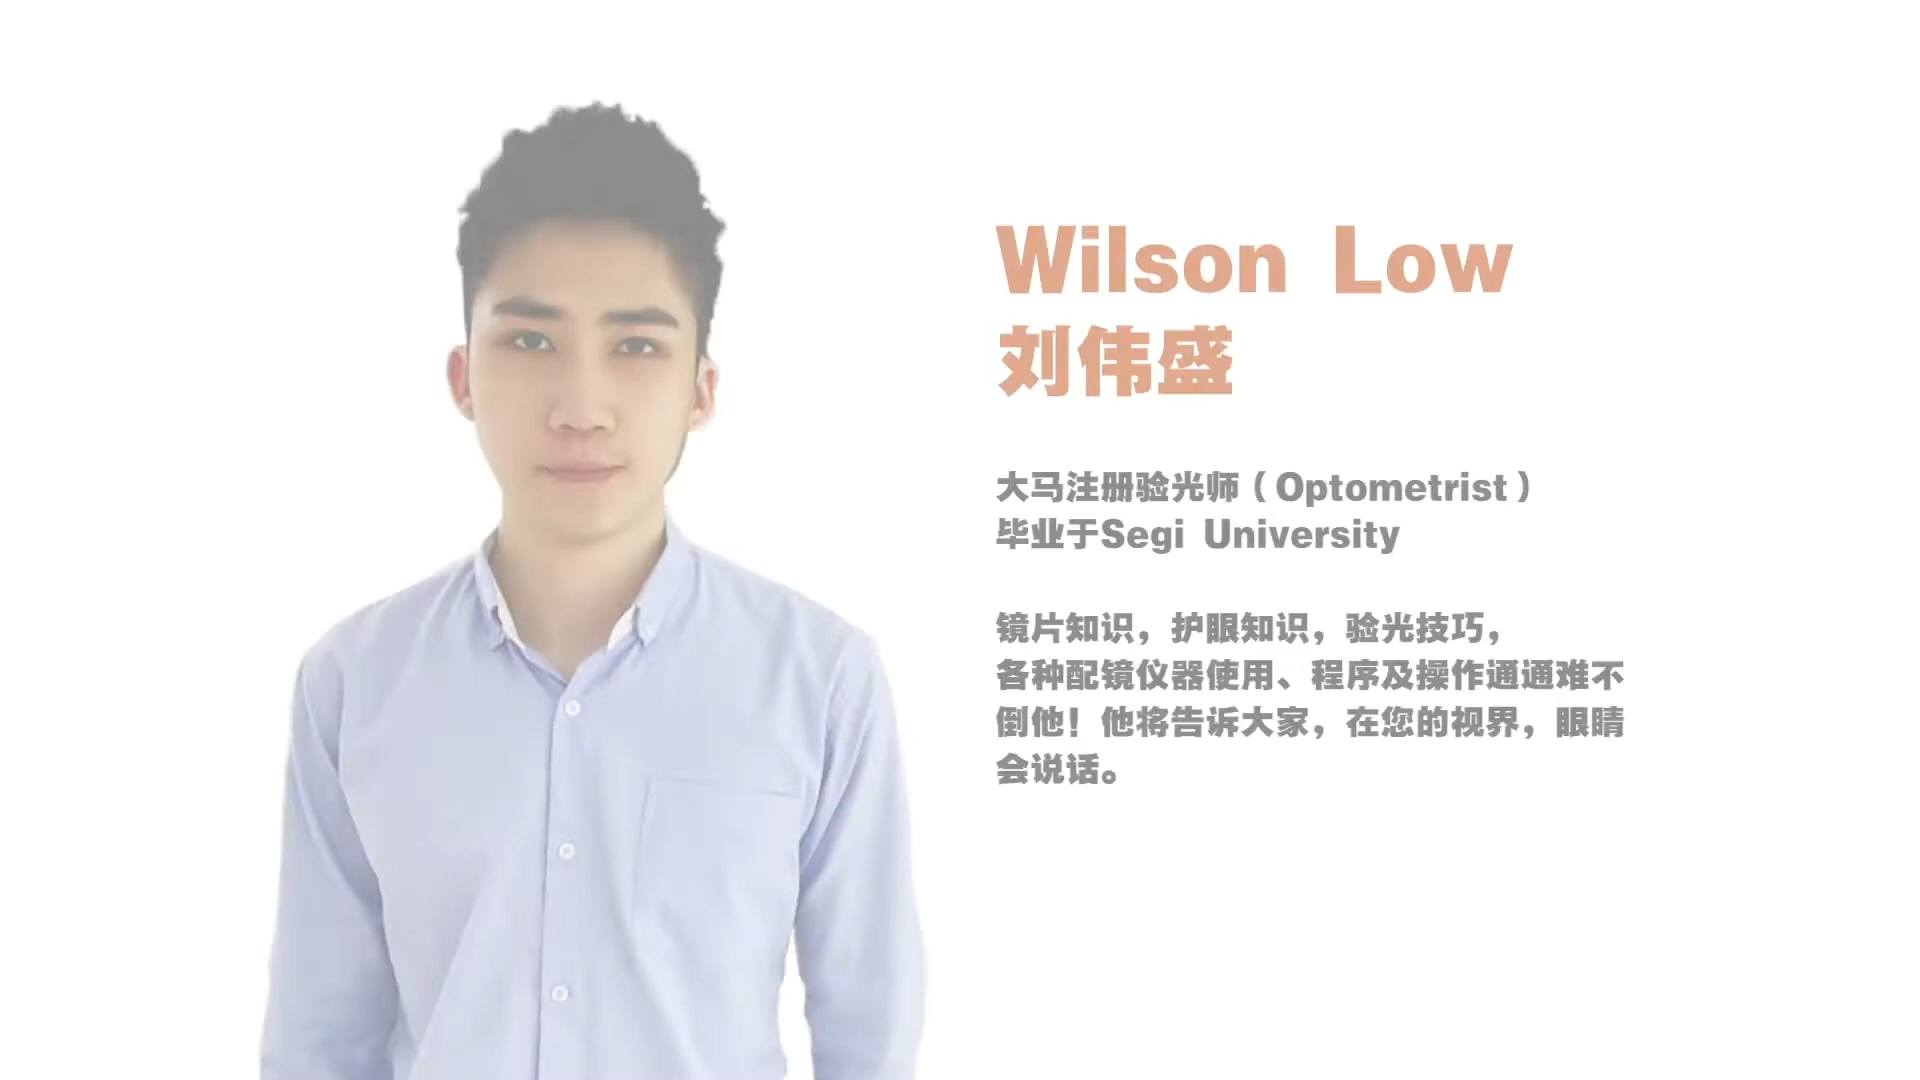 Wilson Low
刘伟盛
大马注册验光师（Optometrist）
毕业于Segi University
镜片知识，护眼知识，验光技巧，
各种配镜仪器使用、程序及操作通通难不
倒他！他将告诉大家，在您的视界，眼睛
会说话。